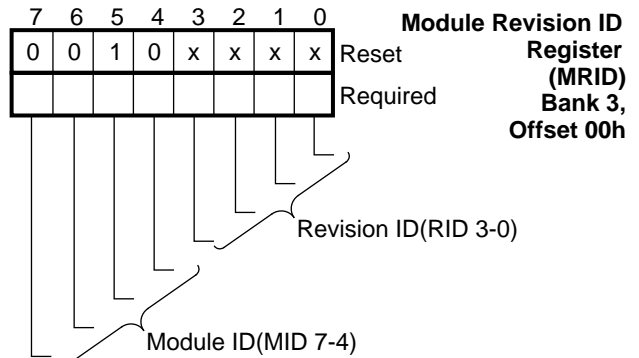 7 6 5 4 3 2 1 0
Module Revision ID
Register
(MRID)
Bank 3,
Offset 00h
0 0 1 0 x x x x Reset
Required
Revision ID(RID 3-0)
Module ID(MID 7-4)